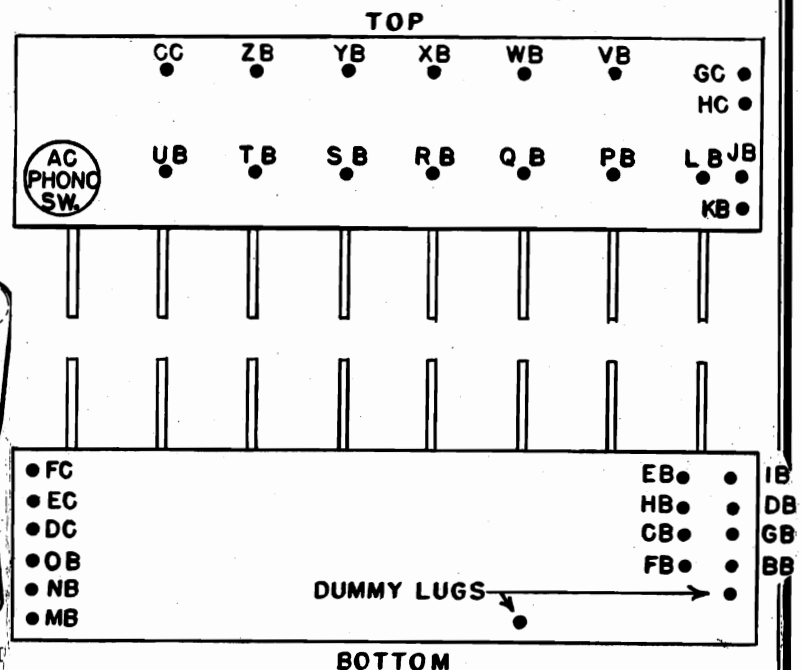 TOP
CC ZB YB XB WB VB
GC
HC
AC
PHONO
SW.
UB TB SB RB QB PB LB JB
KB
FC
EC
DC
OB
NB
MB
EB IB
HB DB
CB GB
FB BB
DUMMY LUGS
BOTTOM